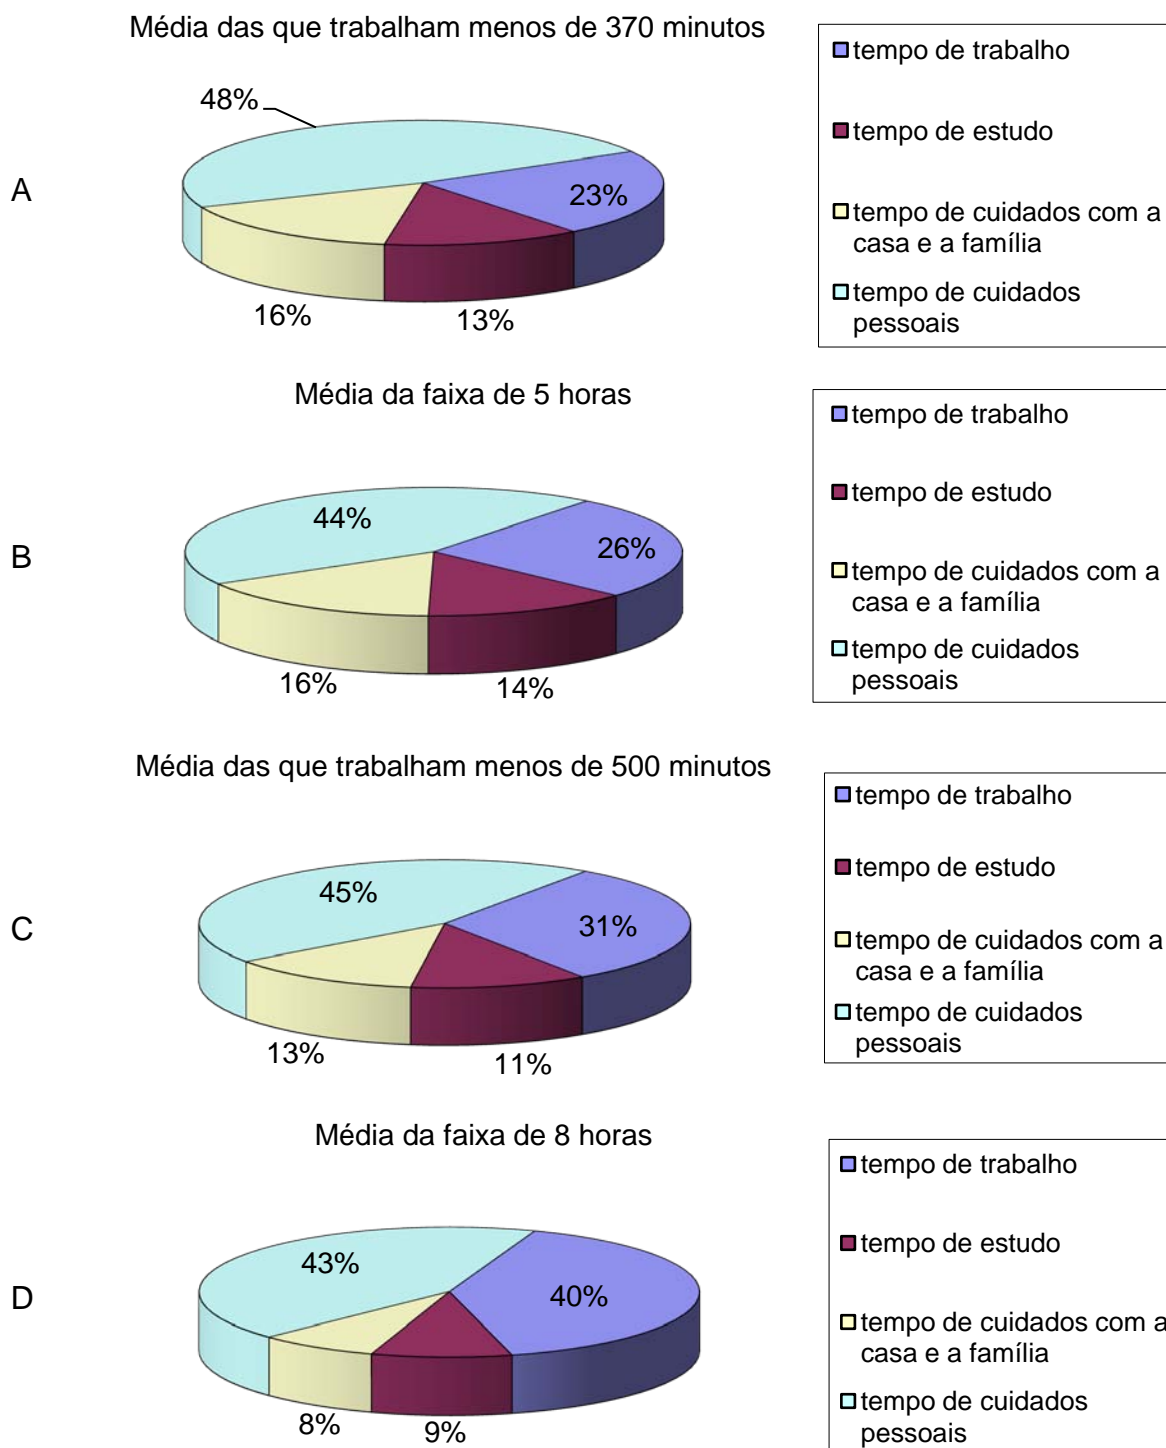 Média das que trabalham menos de 370 minutos
A
48%
23%
16%
13%
tempo de trabalho
tempo de estudo
tempo de cuidados com a
casa e a família
tempo de cuidados
pessoais
Média da faixa de 5 horas
B
44%
26%
16%
14%
tempo de trabalho
tempo de estudo
tempo de cuidados com a
casa e a família
tempo de cuidados
pessoais
Média das que trabalham menos de 500 minutos
C
45%
31%
13%
11%
tempo de trabalho
tempo de estudo
tempo de cuidados com a
casa e a família
tempo de cuidados
pessoais
Média da faixa de 8 horas
D
43%
40%
8%
9%
tempo de trabalho
tempo de estudo
tempo de cuidados com a
casa e a família
tempo de cuidados
pessoais